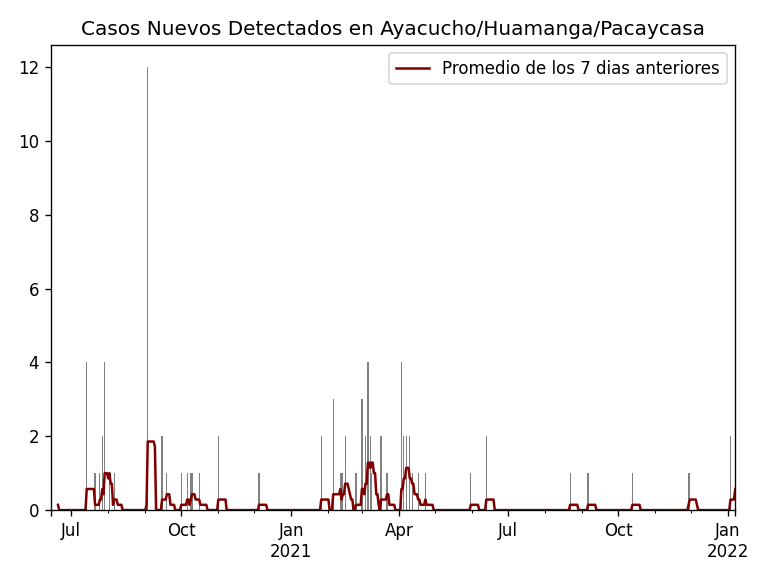 Casos Nuevos Detectados en Ayacucho/Huamanga/Pacaycasa
Promedio de los 7 dias anteriores
12
10
8
6
4
2
0
Jul Oct Jan Apr Jul Oct Jan
2021 2022